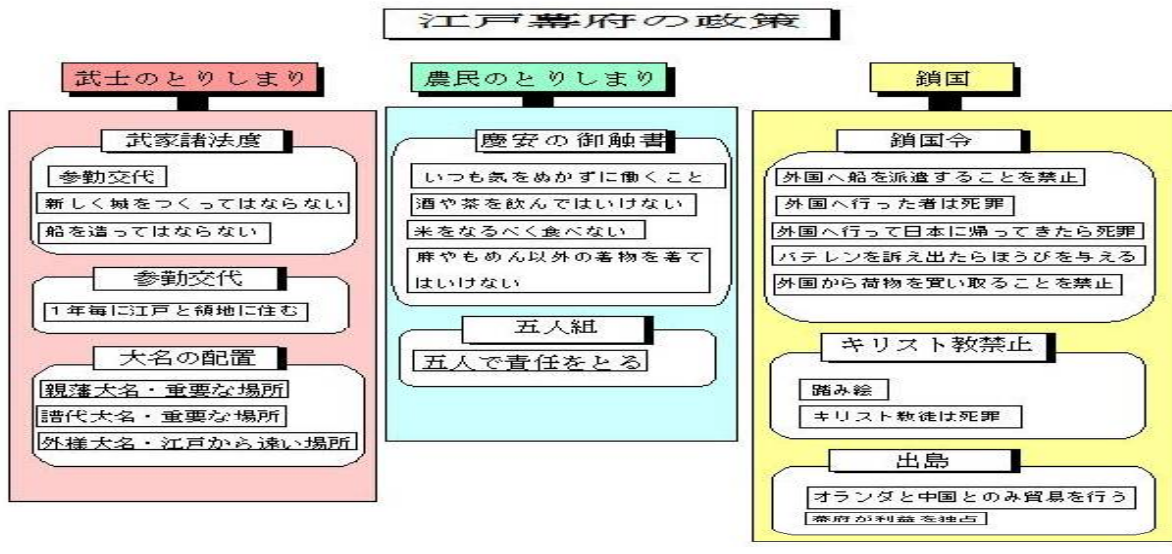 江戸幕府の政策
武士のとりしまり
武家諸法度
参勤交代
新しく城をつくってはならない
船を造ってはならない
参勤交代
1年毎に江戸と領地に住む
大名の配置
親藩大名・重要な場所
譜代大名・重要な場所
外様大名・江戸から遠い場所
農民のとりしまり
慶安の御触書
いつも気をぬかずに働くこと
酒や茶を飲んではいけない
米をなるべく食べない
麻やもめん以外の着物を着て
はいけない
五人組
五人で責任をとる
鎖国
鎖国令
外国へ船を派遣することを禁止
外国へ行った者は死罪
外国へ行って日本に帰ってきたら死罪
バテレンを訴え出たらほうびを与える
外国から荷物を買い取ることを禁止
キリスト教禁止
踏み絵
キリスト教徒は死罪
出島
オランダと中国とのみ貿易を行う
幕府が利益を独占